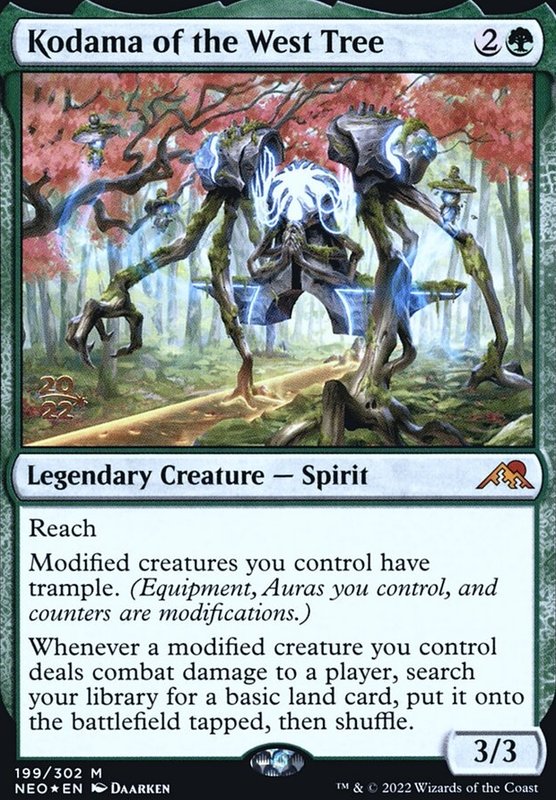 Kodama of the West Tree 2
20
22
Legendary Creature — Spirit
Reach
Modified creatures you control have
trample. (Equipment, Auras you control, and
counters are modifications.)
Whenever a modified creature you control
deals combat damage to a player, search
your library for a basic land card, put it onto
the battlefield tapped, then shuffle.
3/3
199/302 M
NEO★EN Daarken
™ & © 2022 Wizards of the Coast